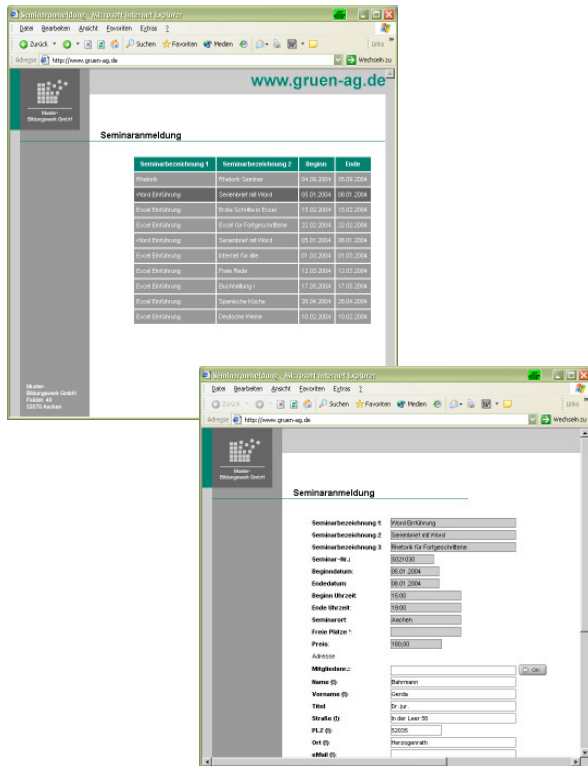 Seminaranmeldung - Microsoft Internet Explorer
Datei Bearbeiten Ansicht Favoriten Extras ?
Zurück Suchen Favoriten Medien Links
Adresse http://www.gruen-ag.de Wechseln zu
www.gruen-ag.de
Muster-
Bildungswerk GmbH
Seminaranmeldung
Seminarbezeichnung 1 Seminarbezeichnung 2 Beginn Ende
Rhetorik Rhetorik Seminar 04.09.2004 05.09.2004
Word Einführung Serienbrief mit Word 05.01.2004 08.01.2004
Excel Einführung Erste Schritte in Excel 15.02.2004 15.02.2004
Excel Einführung Excel für Fortgeschrittene 22.02.2004 22.02.2004
Word Einführung Serienbrief mit Word 05.01.2004 08.01.2004
Excel Einführung Internet für alle 01.03.2004 01.03.2004
Excel Einführung Freie Rede 12.03.2004 12.03.2004
Excel Einführung Buchhaltung I 17.05.2004 17.05.2004
Excel Einführung Spanische Küche 28.04.2004 28.04.2004
Excel Einführung Deutsche Weine 10.02.2004 10.02.2004
Muster-
Bildungswerk GmbH
52070 Aachen
Seminaranmeldung - Microsoft Internet Explorer
Datei Bearbeiten Ansicht Favoriten Extras ?
Zurück Suchen Favoriten Medien Links
Adresse http://www.gruen-ag.de Wechseln zu
Muster-
Bildungswerk GmbH
Seminaranmeldung
Seminarbezeichnung 1: Word Einführung
Seminarbezeichnung 2: Serienbrief mit Word
Seminarbezeichnung 3: Rhetorik für Fortgeschrittene
Seminar-Nr.: S021030
Beginndatum: 05.01.2004
Endedatum: 08.01.2004
Beginn Uhrzeit: 15:00
Ende Uhrzeit: 19:00
Seminarort: Aachen
Freie Plätze *:
Preis: 180,00
Adresse
Mitgliednr.: OK
Name (!): Bahrmann
Vorname (!): Gerda
Titel: Dr. jur.
Straße (!): In der Leer 56
PLZ (!): 52035
Ort (!): Herzogenrath
eMail (!):